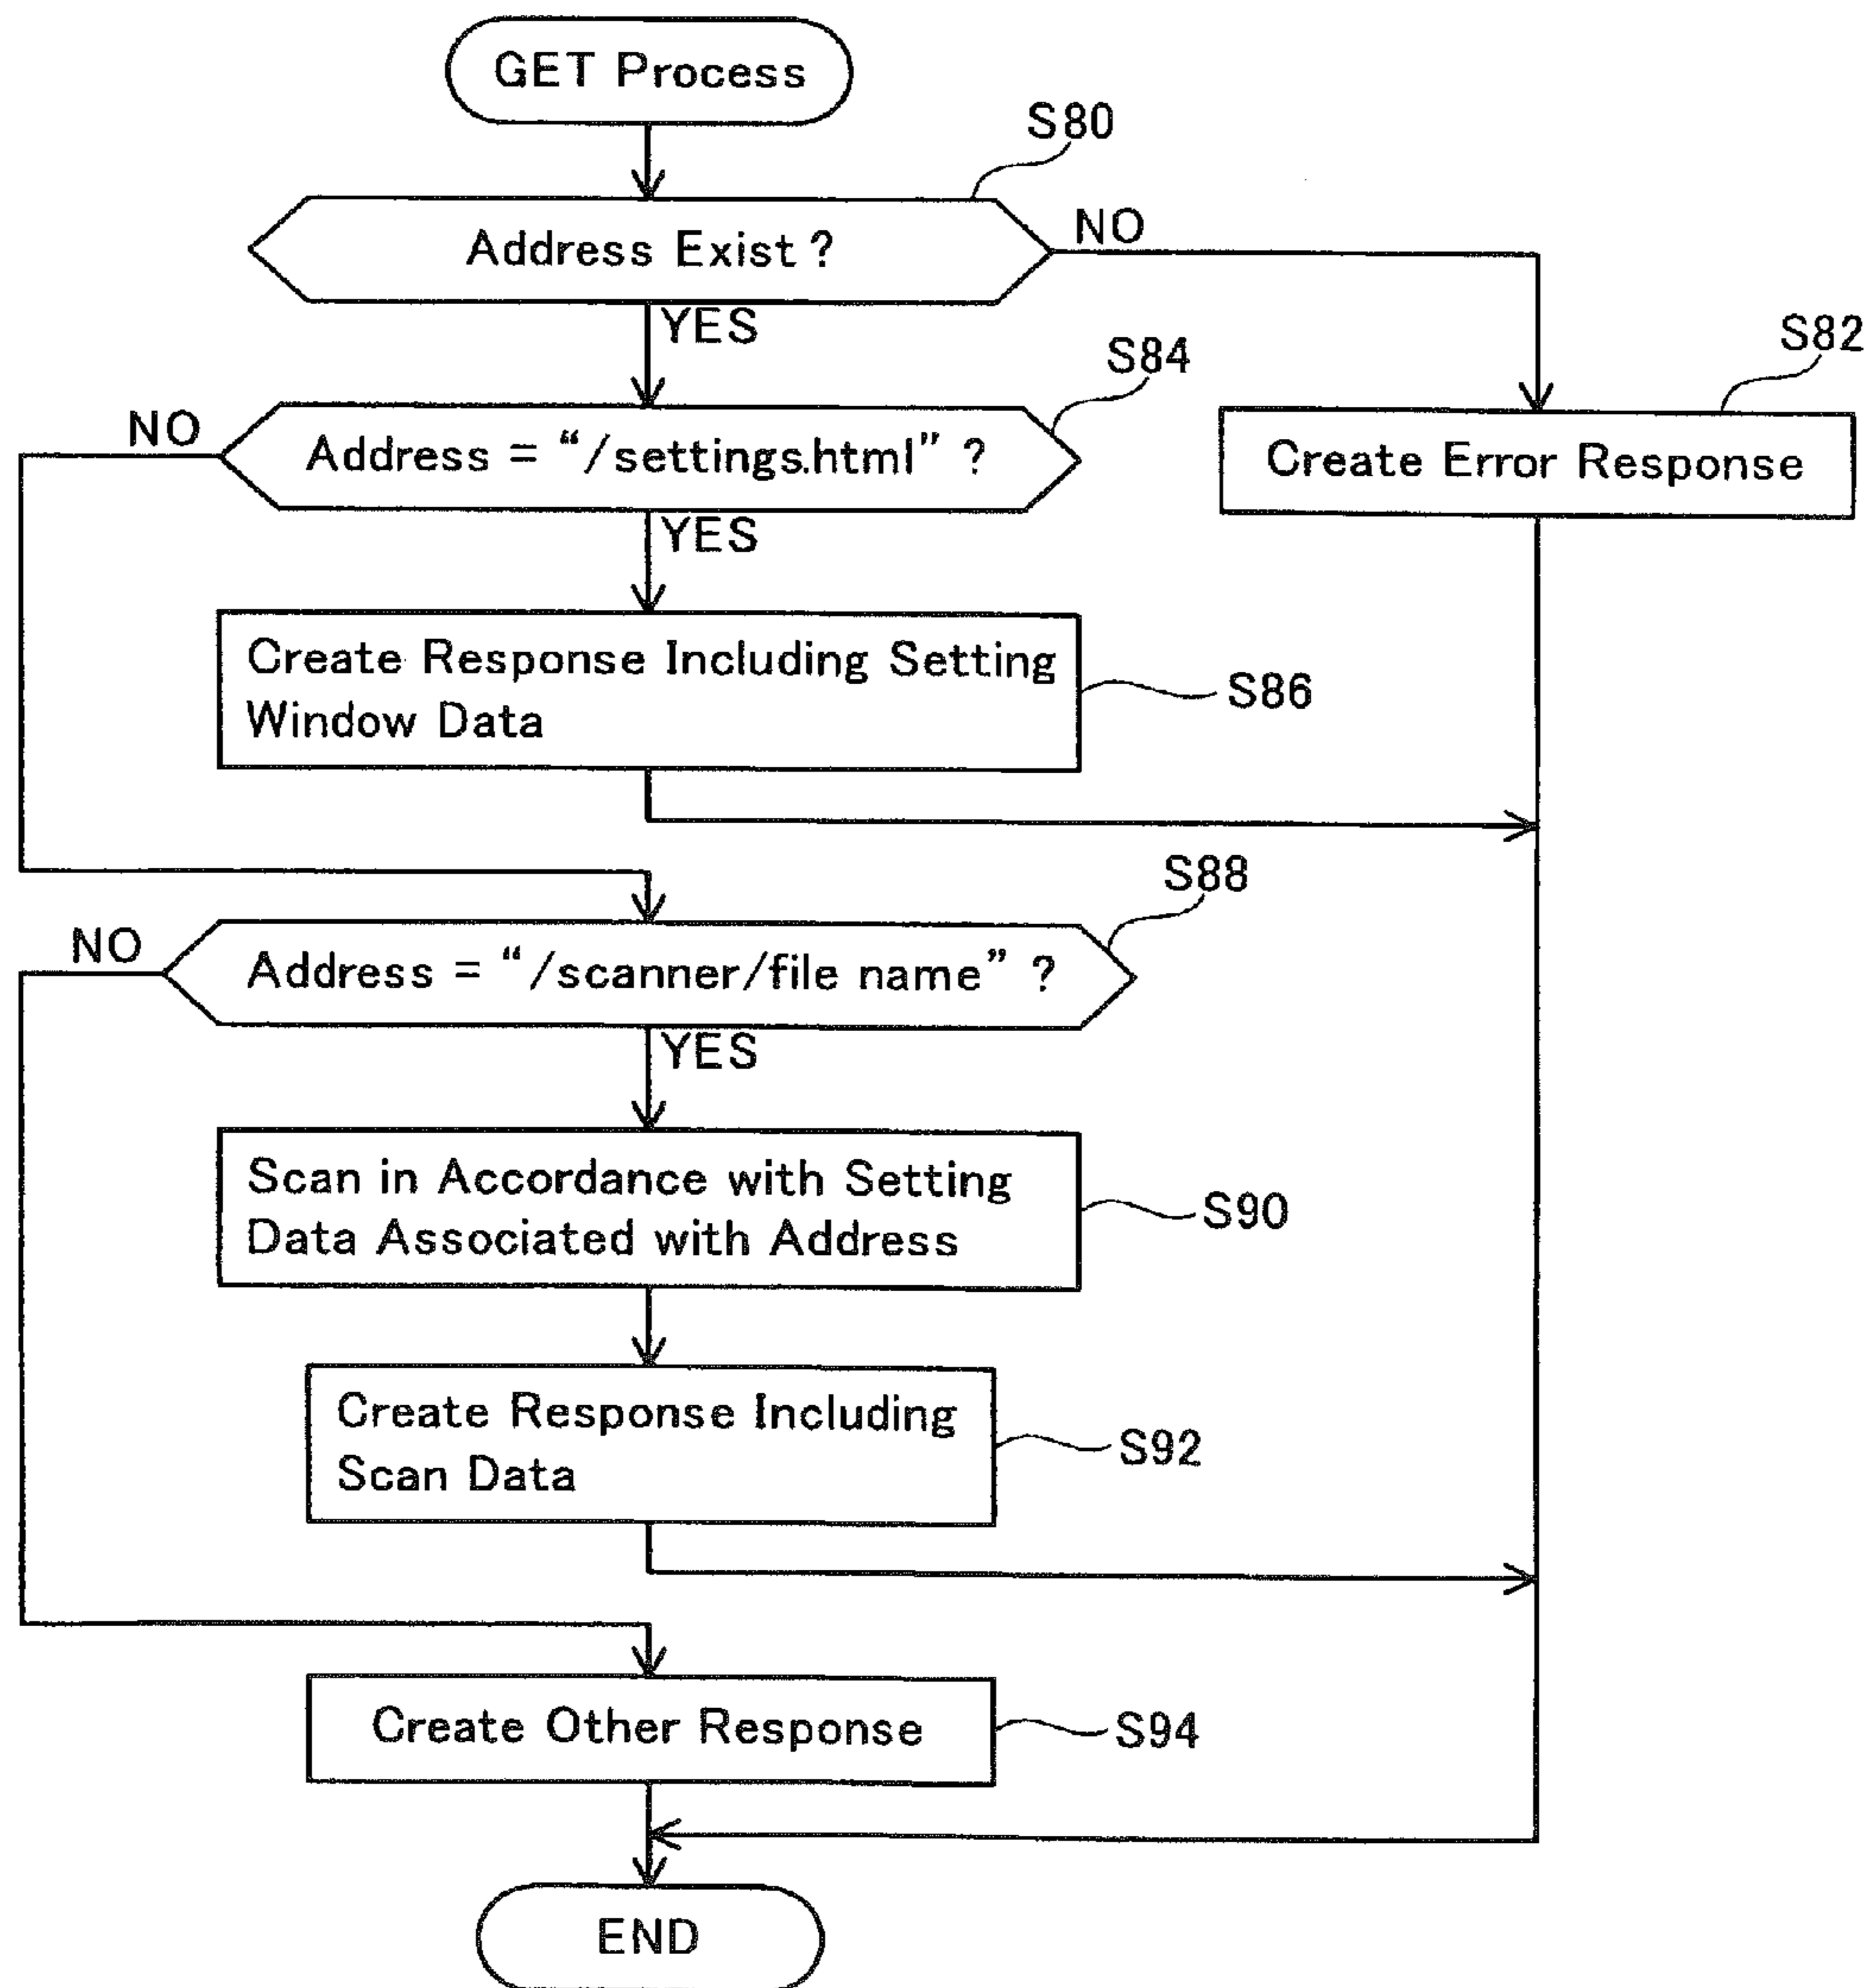 GET Process
S80
Address Exist ?
NO
YES
S84
S82
NO
Address = “/settings.html” ?
Create Error Response
YES
Create Response Including Setting
Window Data
S86
S88
NO
Address = “/scanner/file name” ?
YES
Scan in Accordance with Setting
Data Associated with Address
S90
Create Response Including
Scan Data
S92
Create Other Response
S94
END